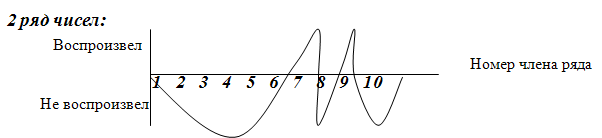 2 ряд чисел:
Воспроизвел
Номер члена ряда
1 2 3 4 5 6 7 8 9 10
Не воспроизвел